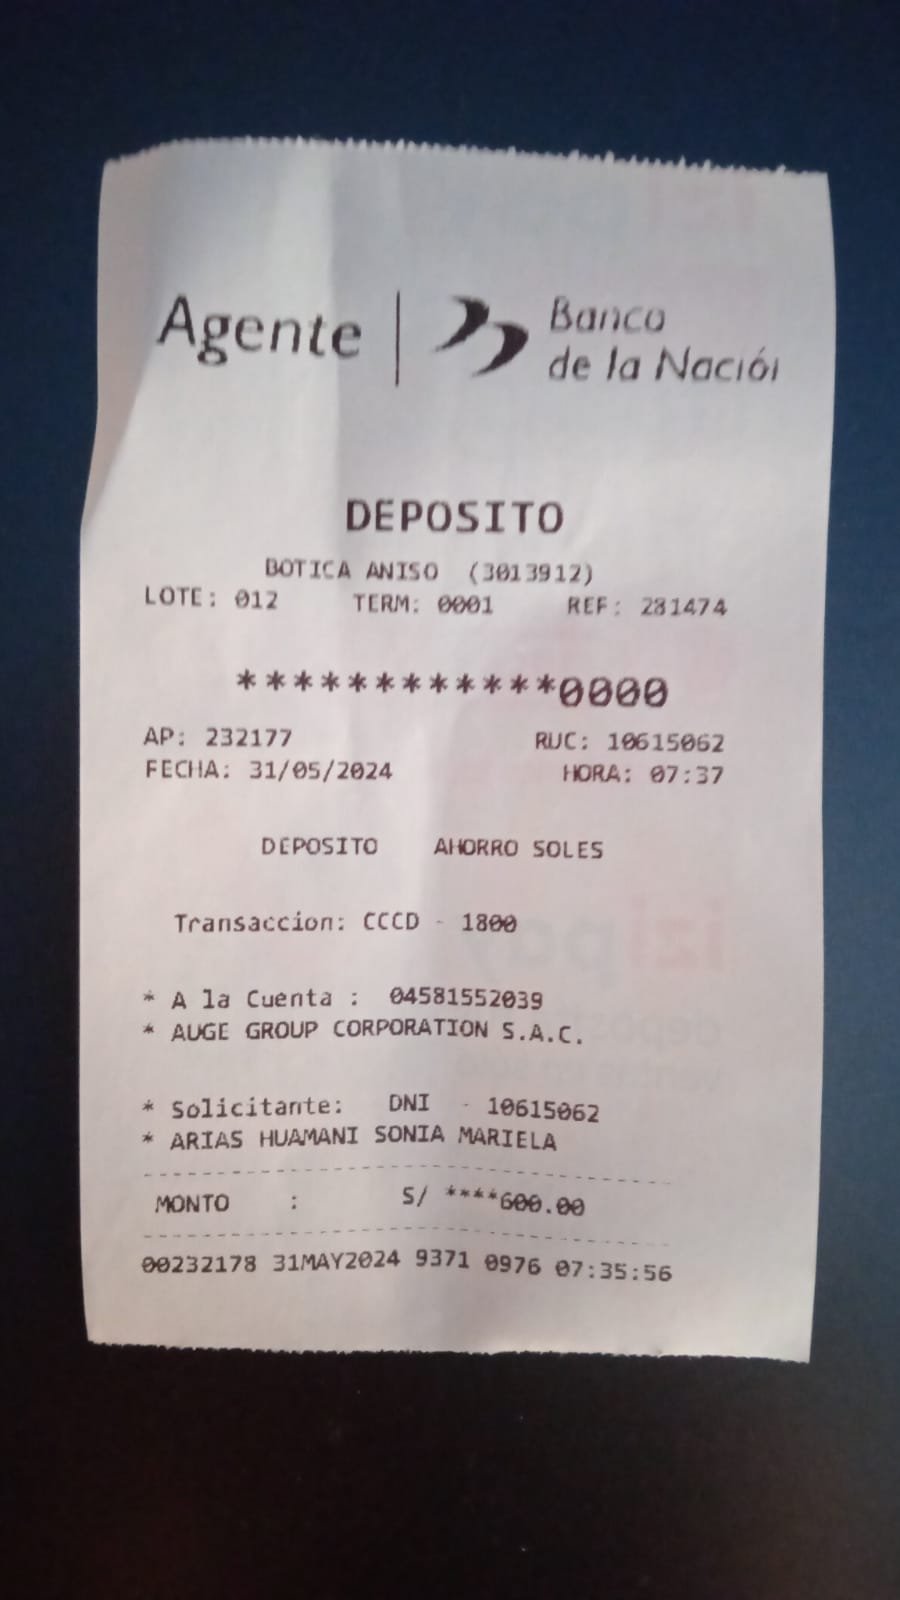 Agente | Banco
de la Nación
DEPOSITO
BOTICA ANISO (3013912)
LOTE: 012 TERM: 0001 REF: 281474
************0000
AP: 232177 RUC: 10615062
FECHA: 31/05/2024 HORA: 07:37
DEPOSITO AHORRO SOLES
Transaccion: CCCD - 1800
* A la Cuenta : 04581552039
* AUGE GROUP CORPORATION S.A.C.
* Solicitante: DNI - 10615062
* ARIAS HUAMANI SONIA MARIELA
MONTO : S/ ****600.00
00232178 31MAY2024 9371 0976 07:35:56